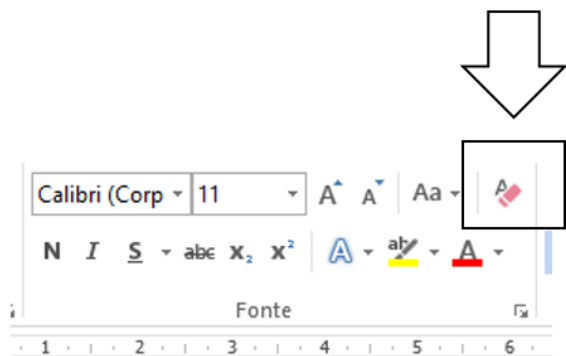 Calibri (Corp 11 A A Aa A
N I S abc X₂ X² A ab A
Fonte
1 2 3 4 5 6